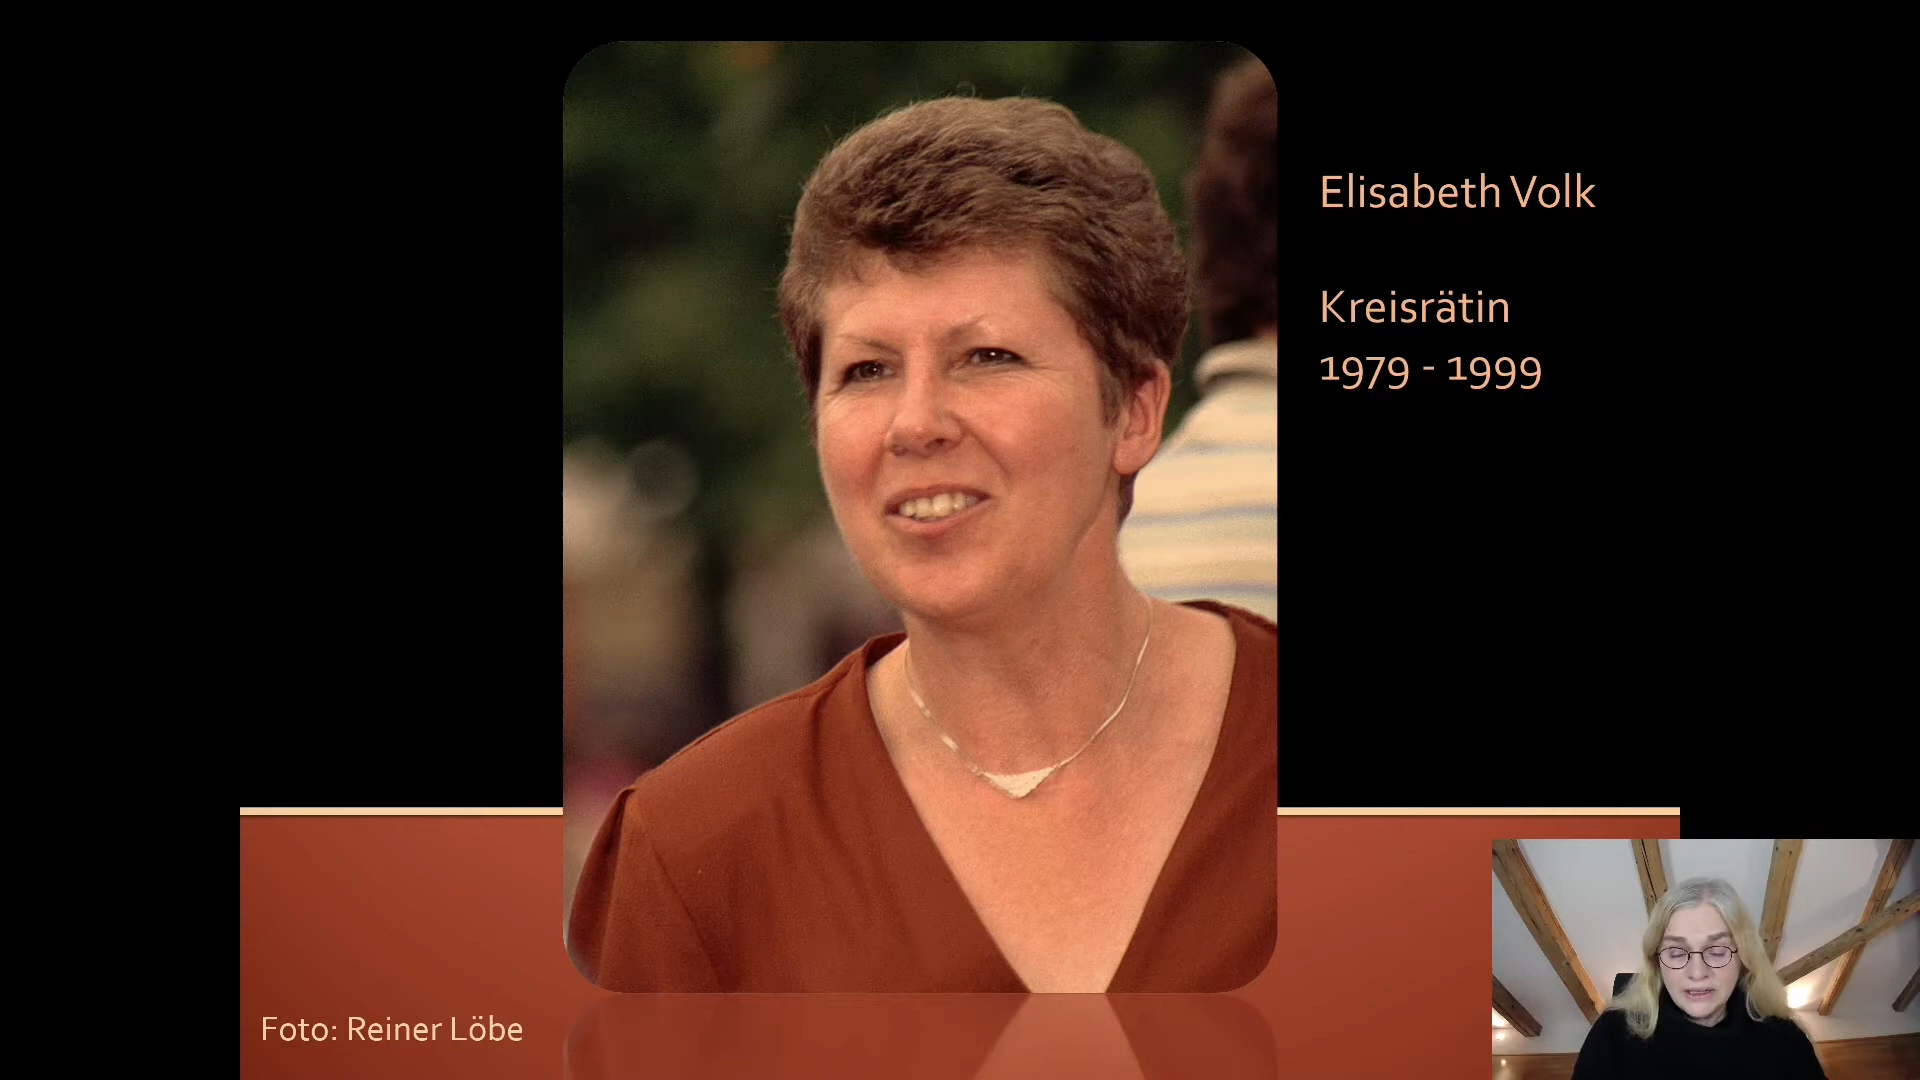 Elisabeth Volk
Kreisrätin
1979 - 1999
Foto: Reiner Löbe